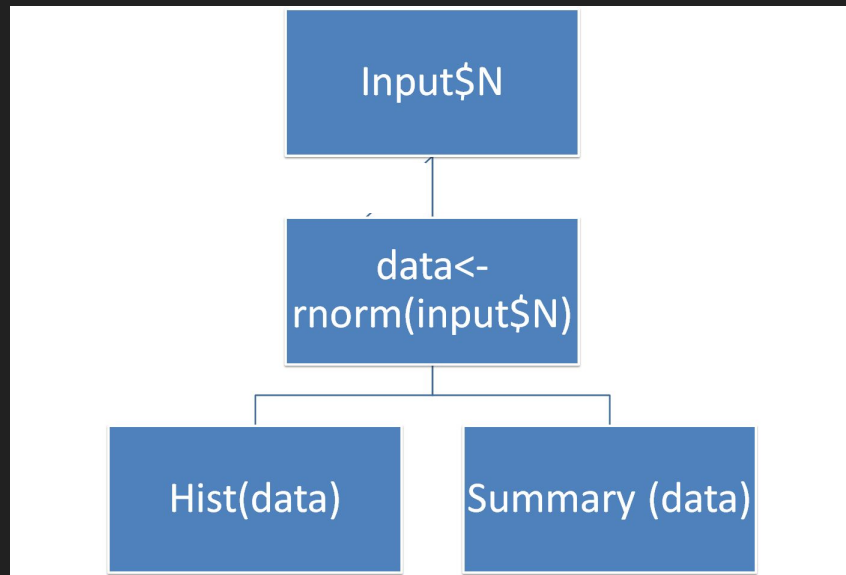 Input$N
data<-
rnorm(input$N)
Hist(data)
Summary (data)